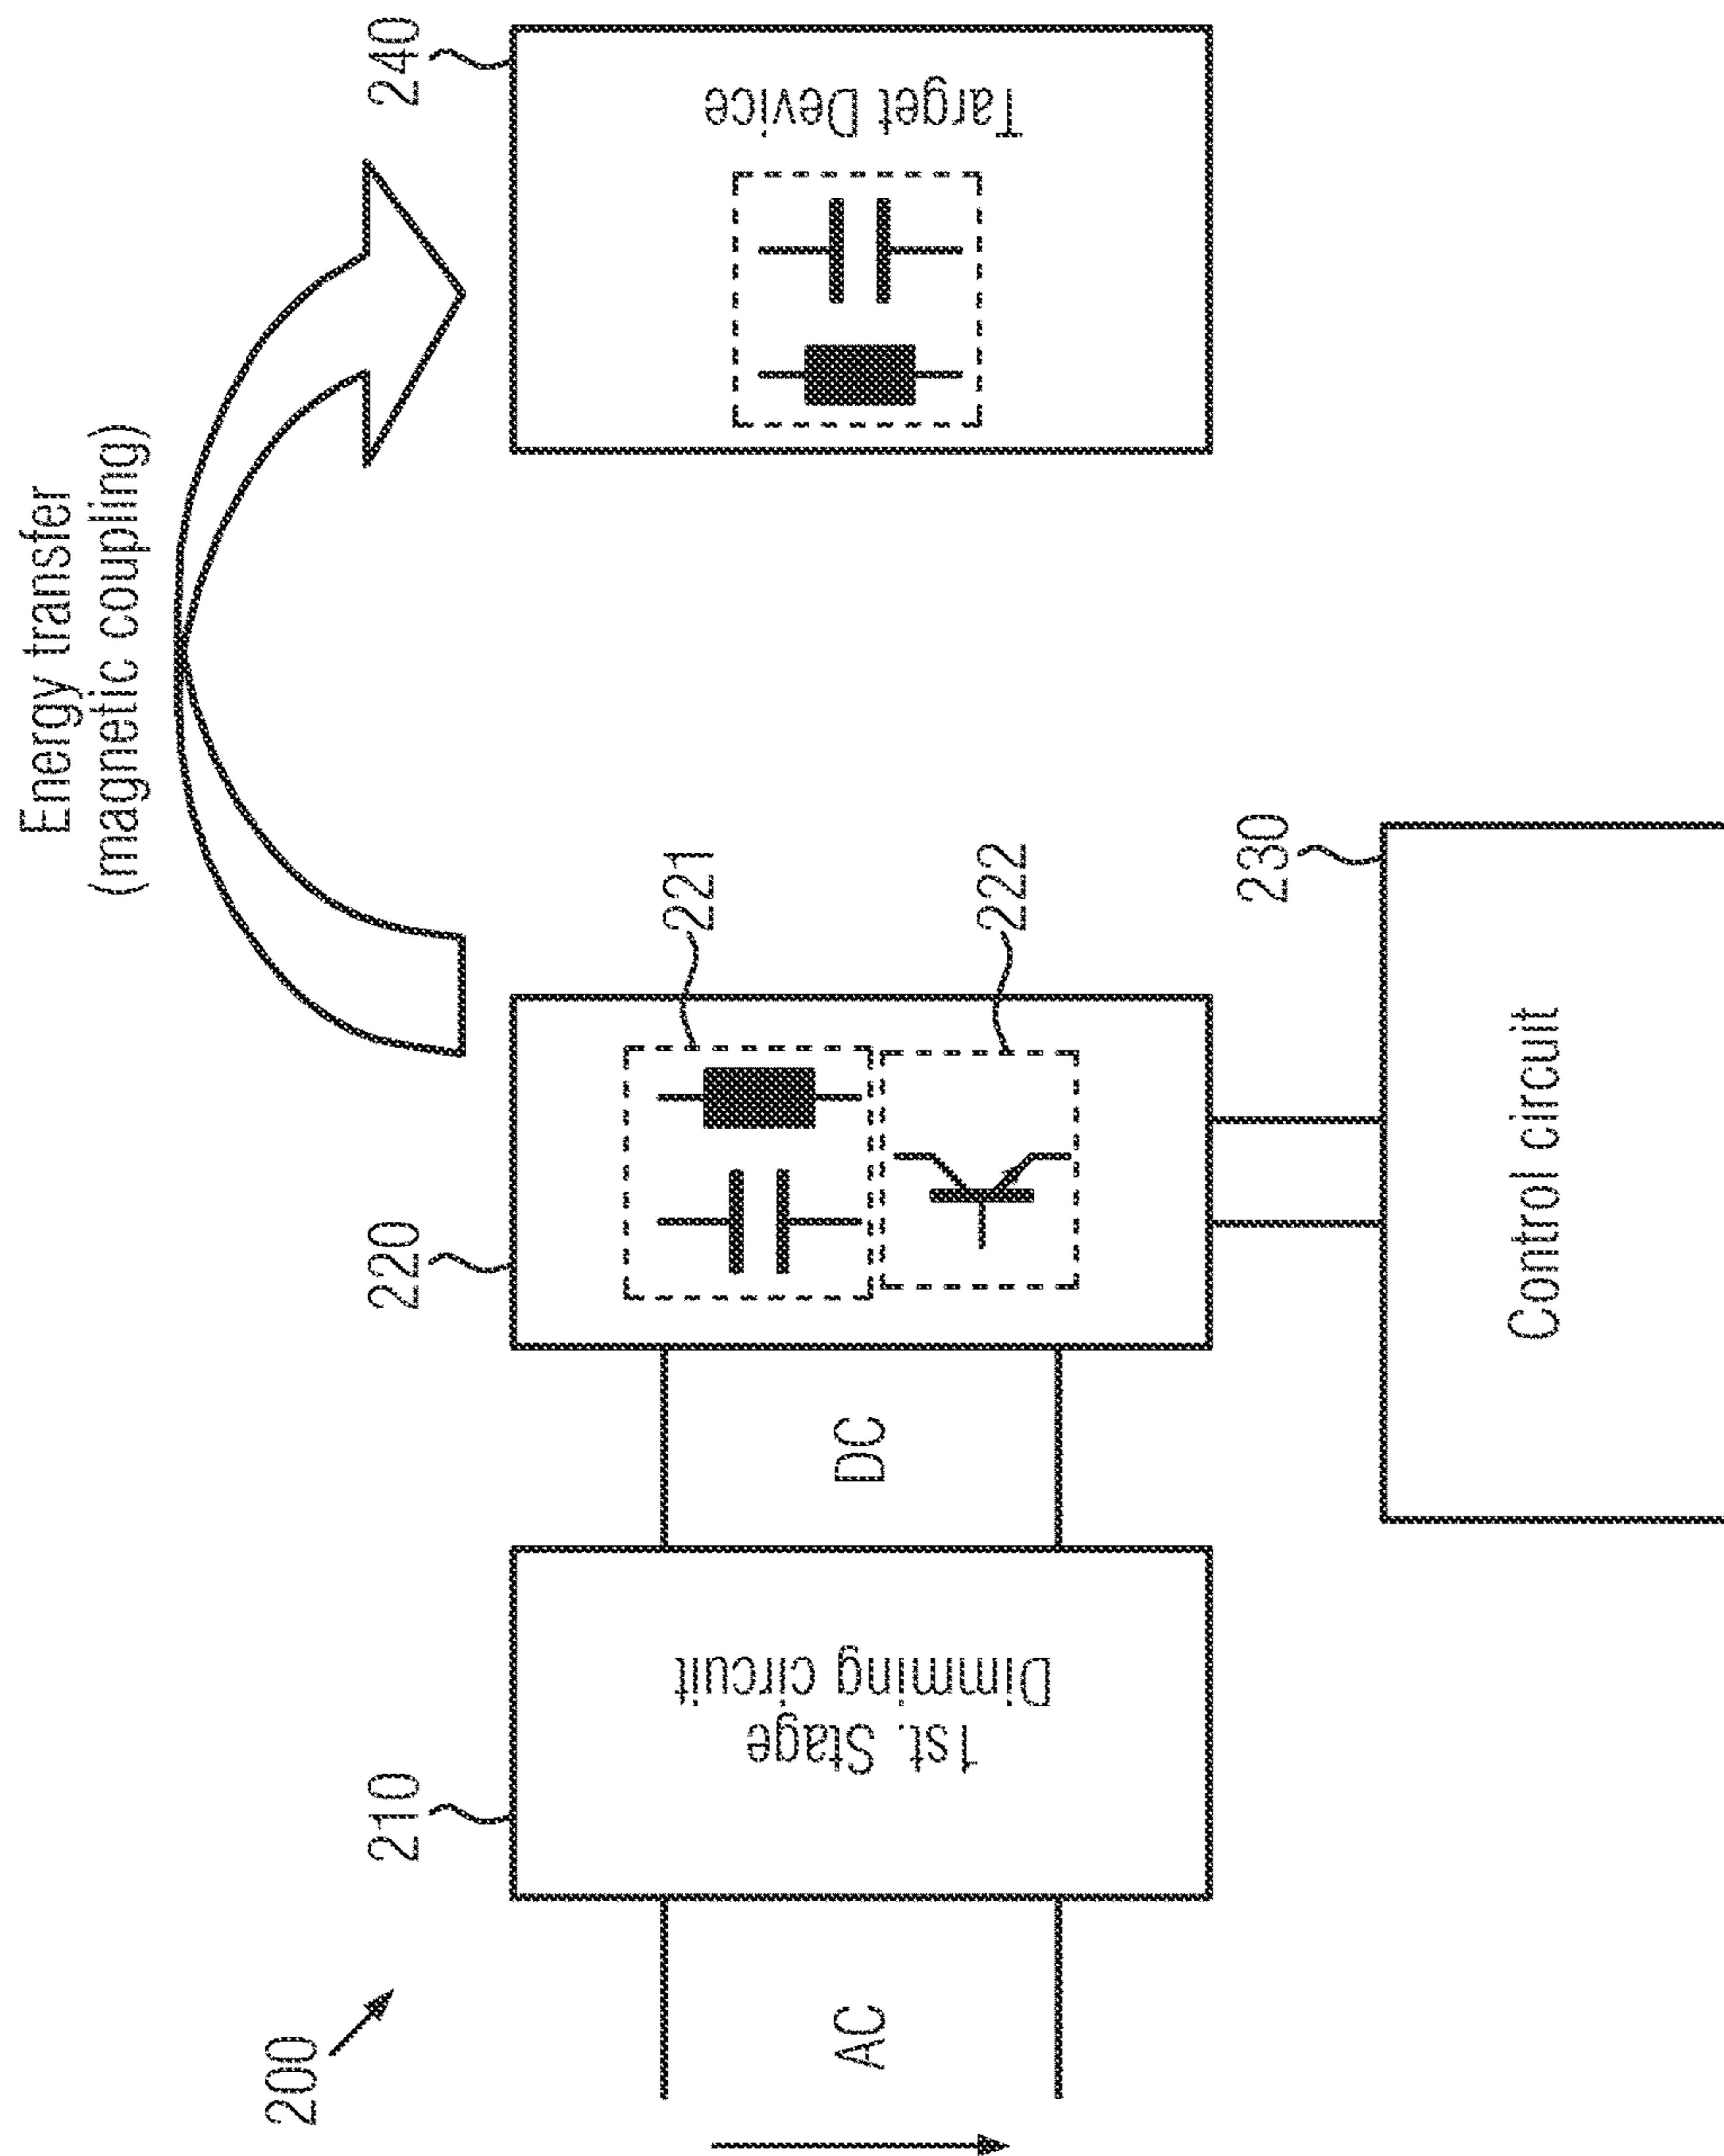 Energy transfer
(magnetic coupling)
200
210
220
240
AC
1st. Stage
Dimming circuit
DC
221
222
Target Device
230
Control circuit